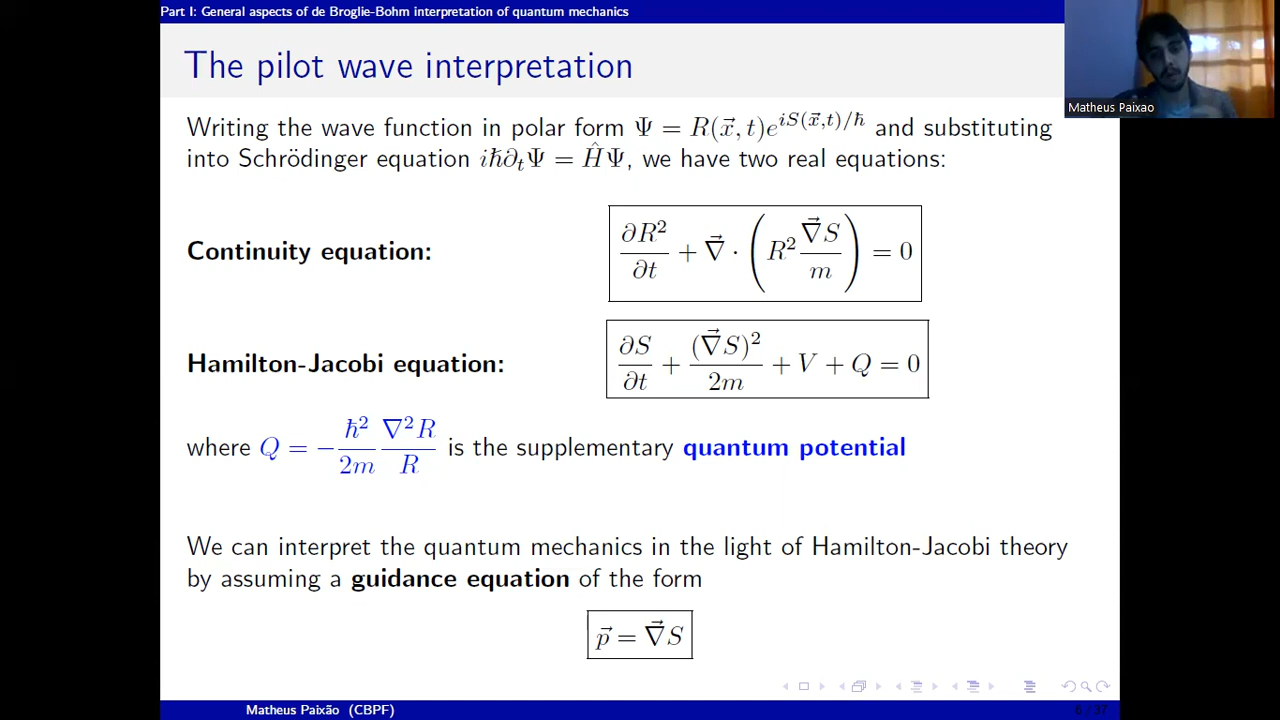 Part I: General aspects of de Broglie-Bohm interpretation of quantum mechanics
The pilot wave interpretation
Matheus Paixao
Writing the wave function in polar form Ψ = R(x⃗, t)e^{iS(x⃗,t)/ħ} and substituting
into Schrödinger equation iħ∂_tΨ = ĤΨ, we have two real equations:
Continuity equation: ∂R²/∂t + ∇⃗ · (R² ∇⃗S/m) = 0
Hamilton-Jacobi equation: ∂S/∂t + (∇⃗S)²/2m + V + Q = 0
where Q = −ħ²/2m ∇²R/R is the supplementary quantum potential
We can interpret the quantum mechanics in the light of Hamilton-Jacobi theory
by assuming a guidance equation of the form
p⃗ = ∇⃗S
Matheus Paixão (CBPF)
6 / 37